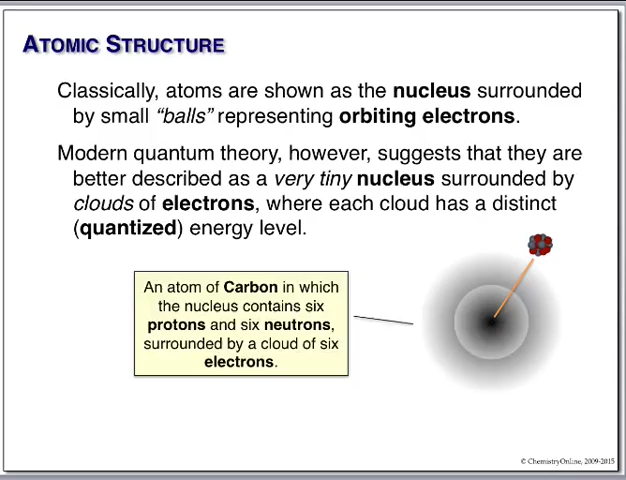 ATOMIC STRUCTURE
Classically, atoms are shown as the nucleus surrounded
by small “balls” representing orbiting electrons.
Modern quantum theory, however, suggests that they are
better described as a very tiny nucleus surrounded by
clouds of electrons, where each cloud has a distinct
(quantized) energy level.
An atom of Carbon in which
the nucleus contains six
protons and six neutrons,
surrounded by a cloud of six
electrons.
© ChemistryOnline, 2009-2015